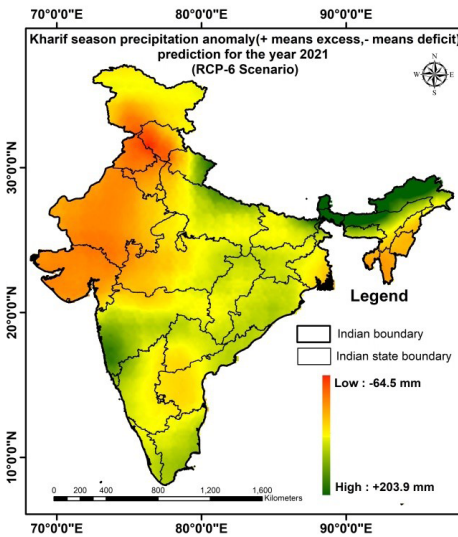 Kharif season precipitation anomaly(+ means excess,- means deficit)
prediction for the year 2021
(RCP-6 Scenario)
N
W E
S
70°0'0"E 80°0'0"E 90°0'0"E
30°0'0"N
20°0'0"N
10°0'0"N
Legend
Indian boundary
Indian state boundary
Low : -64.5 mm
High : +203.9 mm
0 200 400 800 1,200 1,600
Kilometers
70°0'0"E 80°0'0"E 90°0'0"E